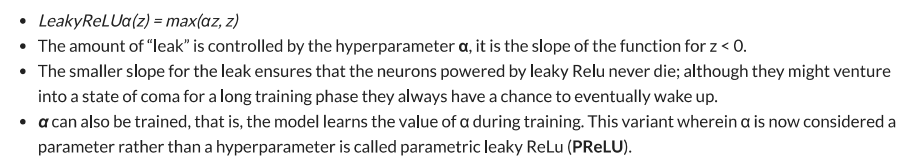 • LeakyReLUα(z) = max(αz, z)
• The amount of “leak” is controlled by the hyperparameter α, it is the slope of the function for z < 0.
• The smaller slope for the leak ensures that the neurons powered by leaky Relu never die; although they might venture
into a state of coma for a long training phase they always have a chance to eventually wake up.
• α can also be trained, that is, the model learns the value of α during training. This variant wherein α is now considered a
parameter rather than a hyperparameter is called parametric leaky ReLu (PReLU).